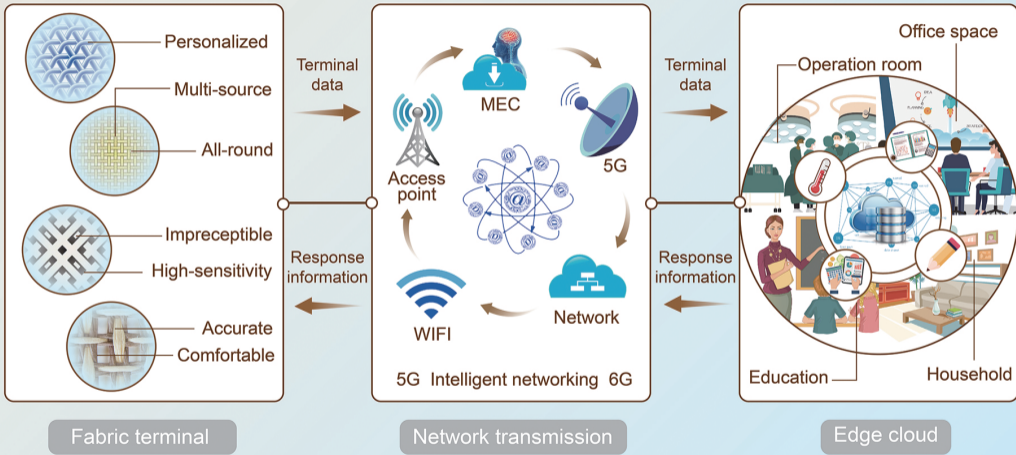 Personalized
Multi-source
All-round
Impreceptible
High-sensitivity
Accurate
Comfortable
Fabric terminal
Terminal
data
Response
information
MEC
Access
point
5G
WIFI
Network
5G Intelligent networking 6G
Network transmission
Terminal
data
Response
information
Office space
Operation room
Education
Household
Edge cloud